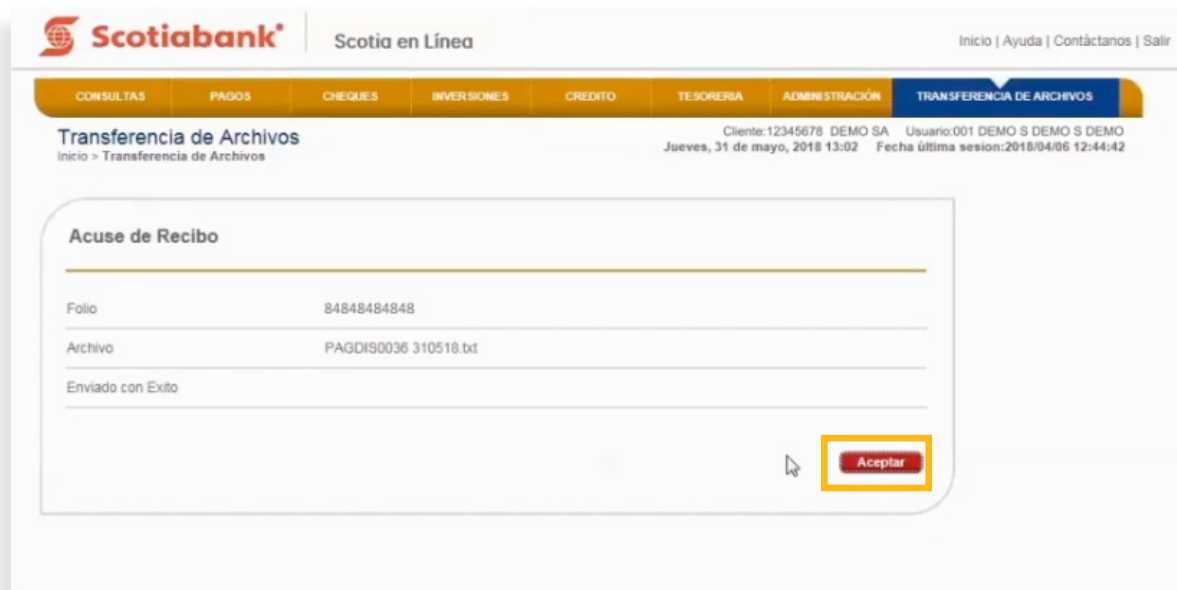 Scotiabank Scotia en Línea Inicio | Ayuda | Contáctanos | Salir
CONSULTAS PAGOS CHEQUES INVERSIONES CREDITO TESORERIA ADMINISTRACIÓN TRANSFERENCIA DE ARCHIVOS
Transferencia de Archivos Cliente:12345678 DEMO SA Usuario:001 DEMO S DEMO S DEMO
Inicio > Transferencia de Archivos Jueves, 31 de mayo, 2018 13:02 Fecha última sesion:2018/04/06 12:44:42
Acuse de Recibo
Folio 84848484848
Archivo PAGDIS0036 310518.txt
Enviado con Exito
Aceptar